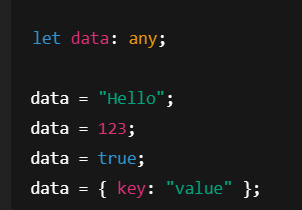 let data: any;
data = "Hello";
data = 123;
data = true;
data = { key: "value" };